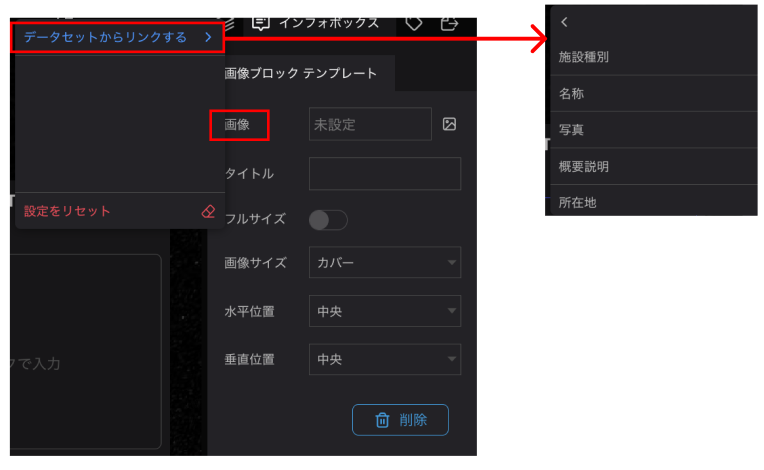 データセットからリンクする
設定をリセット
で入力
インフォボックス
画像ブロック テンプレート
画像
未設定
タイトル
フルサイズ
画像サイズ
カバー
水平位置
中央
垂直位置
中央
削除
施設種別
名称
写真
概要説明
所在地